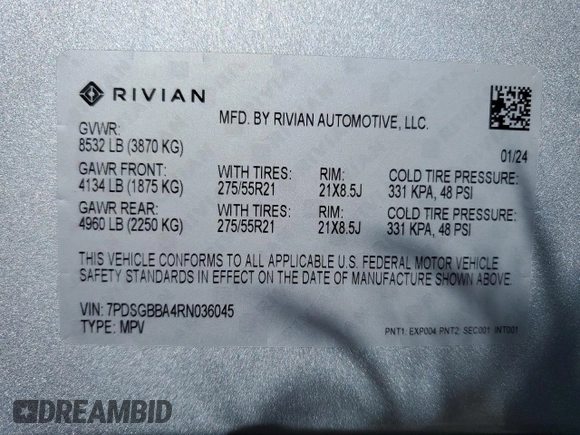 RIVIAN
MFD. BY RIVIAN AUTOMOTIVE, LLC.
GVWR:
8532 LB (3870 KG)
01/24
GAWR FRONT: WITH TIRES: RIM: COLD TIRE PRESSURE:
4134 LB (1875 KG) 275/55R21 21X8.5J 331 KPA, 48 PSI
GAWR REAR: WITH TIRES: RIM: COLD TIRE PRESSURE:
4960 LB (2250 KG) 275/55R21 21X8.5J 331 KPA, 48 PSI
THIS VEHICLE CONFORMS TO ALL APPLICABLE U.S. FEDERAL MOTOR VEHICLE
SAFETY STANDARDS IN EFFECT ON THE DATE OF MANUFACTURE SHOWN ABOVE.
VIN: 7PDSGBBA4RN036045
TYPE: MPV
PNT1: EXP004 PNT2: SEC001 INT001
DREAMBID